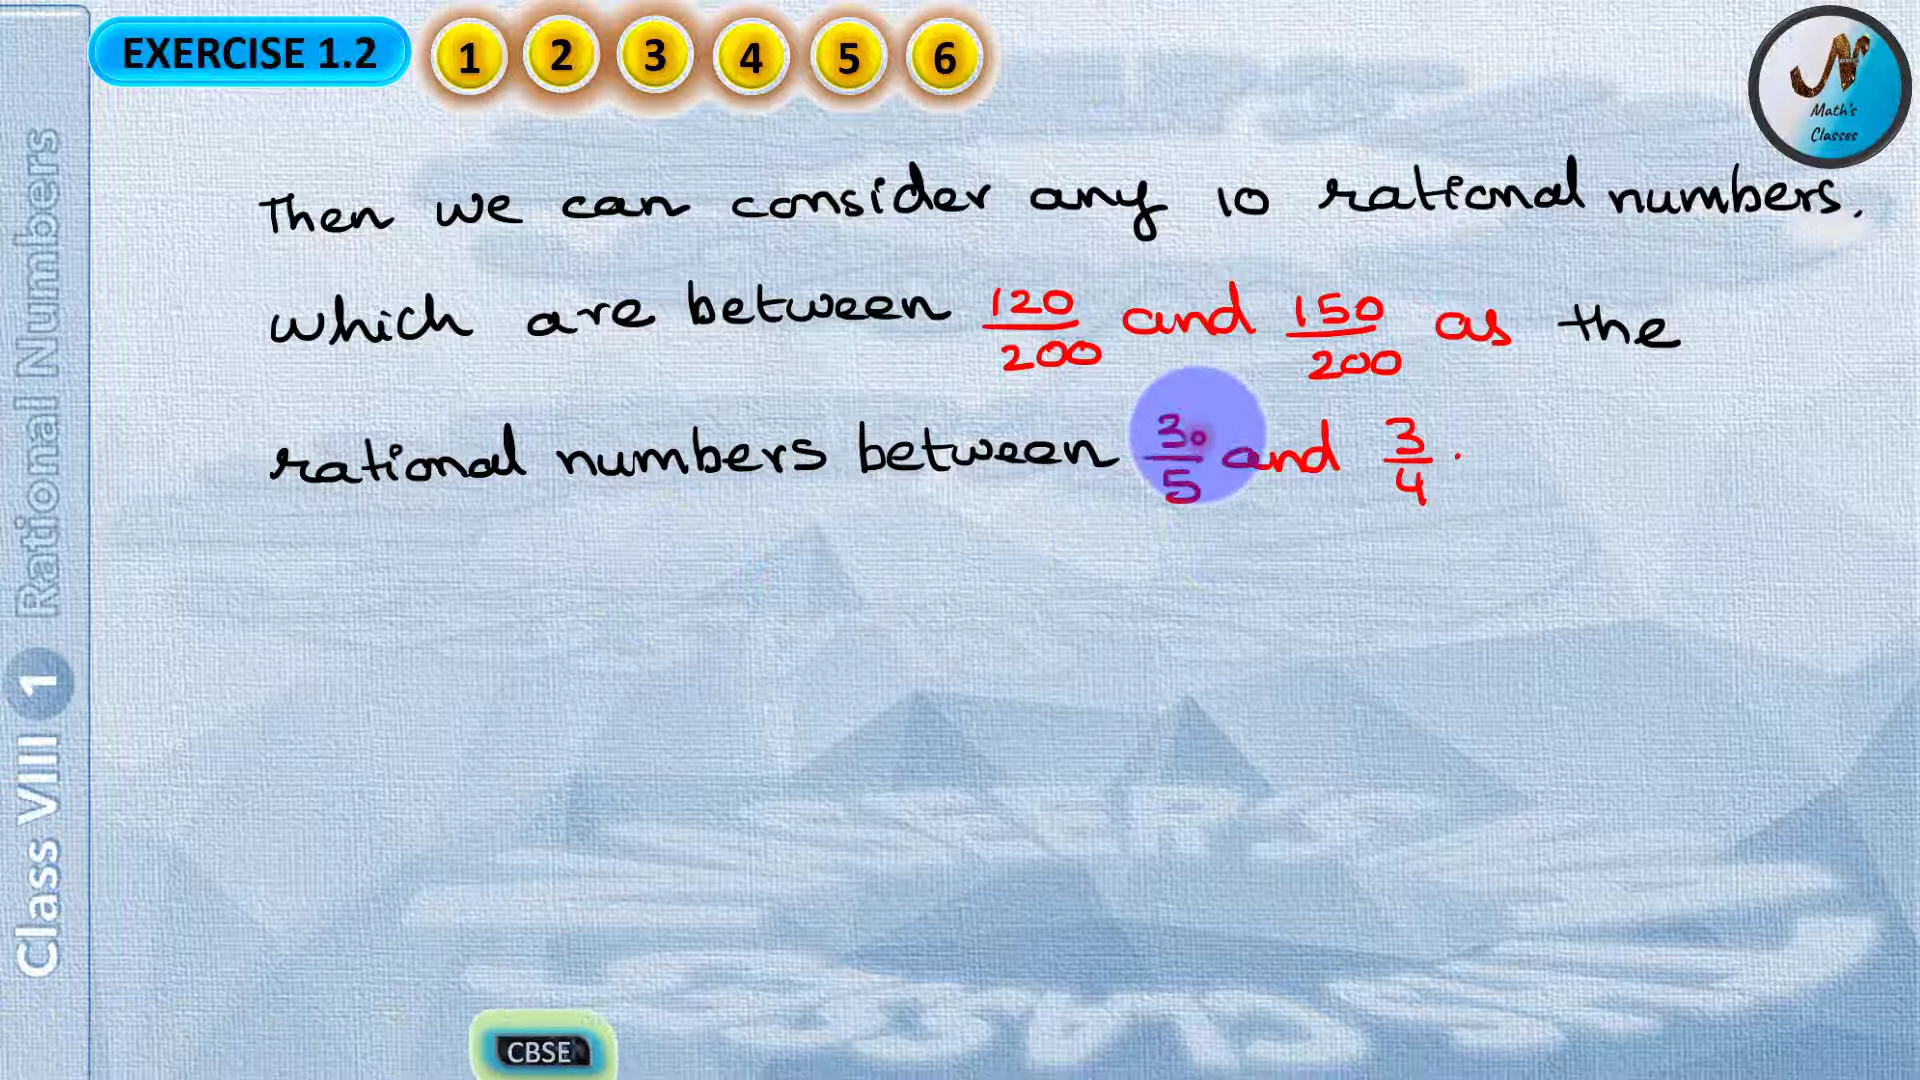 EXERCISE 1.2 1 2 3 4 5 6
Math's
Classes
Then we can consider any 10 rational numbers.
which are between 120/200 and 150/200 as the
rational numbers between 3/5 and 3/4.
Class VIII 1 Rational Numbers
CBSE